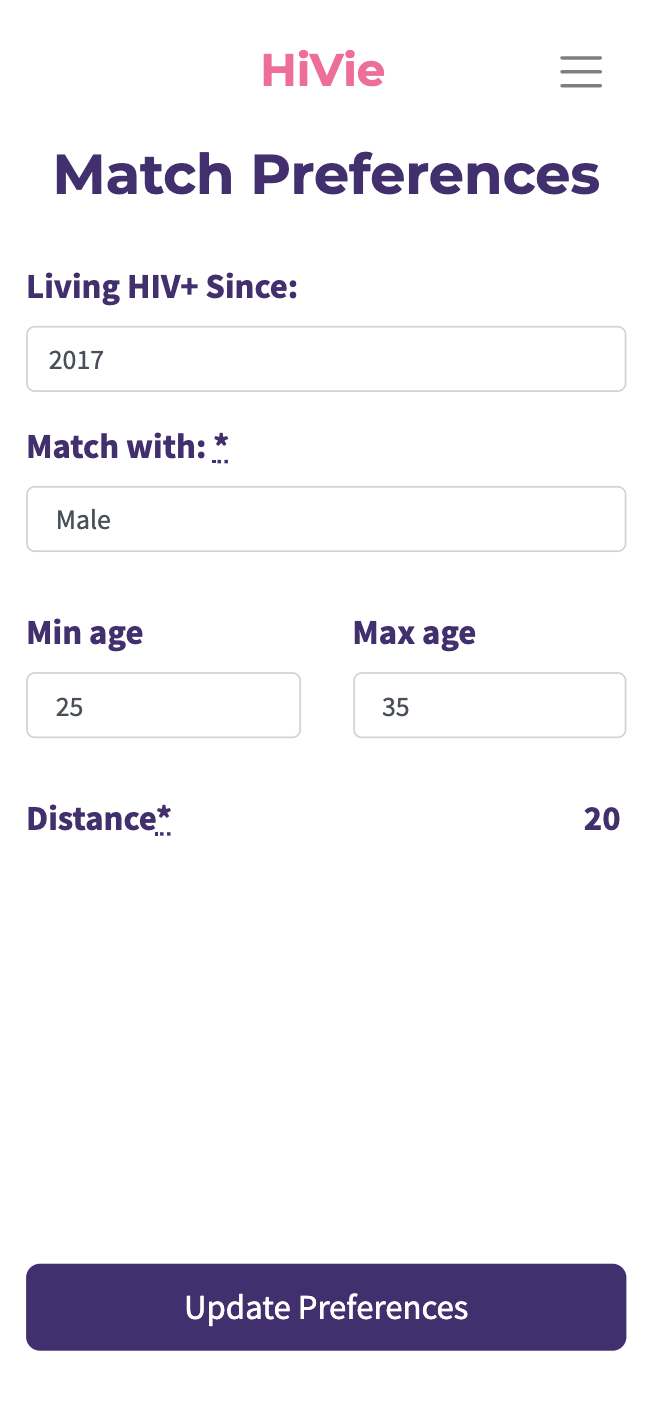 HiVie
Match Preferences
Living HIV+ Since:
2017
Match with: *
Male
Min age Max age
25 35
Distance* 20
Update Preferences